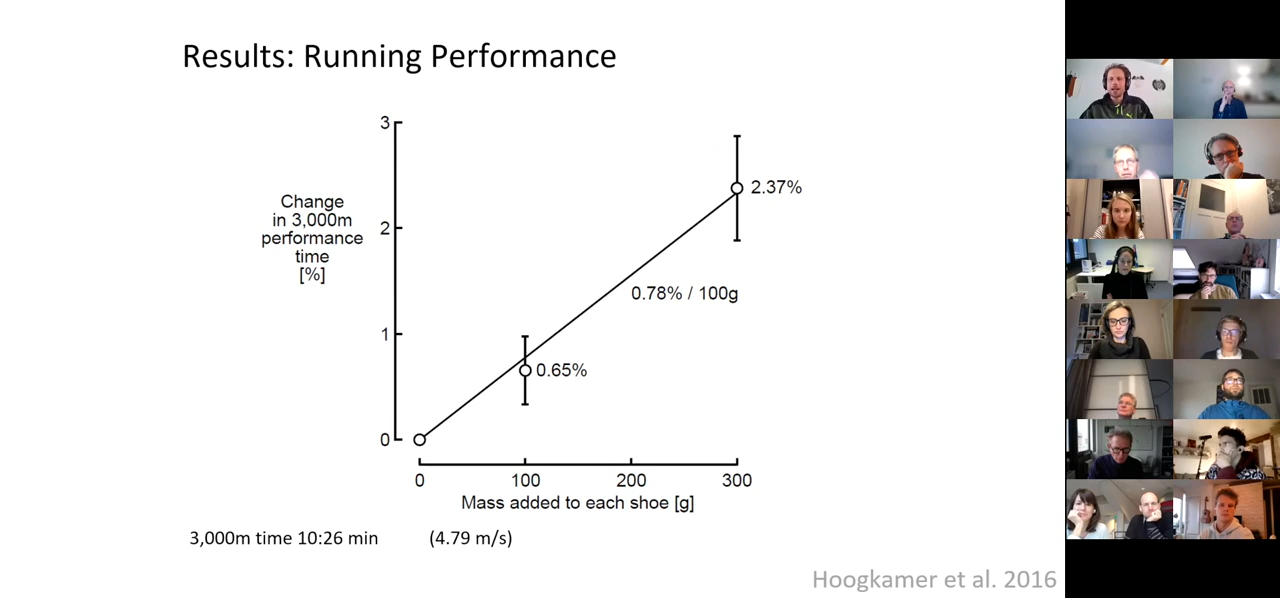 Results: Running Performance
3
2
1
0
Change
in 3,000m
performance
time
[%]
2.37%
0.78% / 100g
0.65%
0
100
200
300
Mass added to each shoe [g]
3,000m time 10:26 min (4.79 m/s)
Hoogkamer et al. 2016